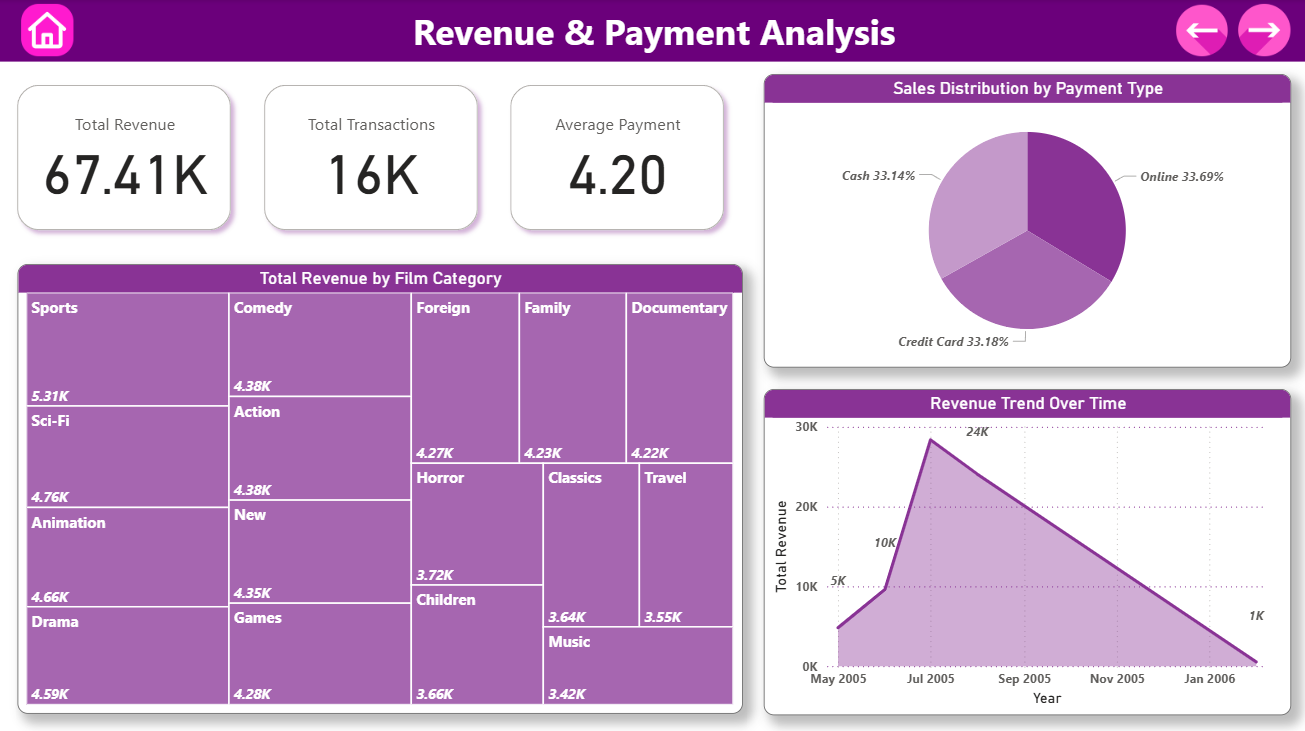 Revenue & Payment Analysis
Total Revenue
67.41K
Total Transactions
16K
Average Payment
4.20
Sales Distribution by Payment Type
Cash 33.14%
Online 33.69%
Credit Card 33.18%
Total Revenue by Film Category
Sports
5.31K
Sci-Fi
4.76K
Animation
4.66K
Drama
4.59K
Comedy
4.38K
Action
4.38K
New
4.35K
Games
4.28K
Foreign
4.27K
Family
4.23K
Documentary
4.22K
Horror
3.72K
Children
3.66K
Classics
3.64K
Travel
3.55K
Music
3.42K
Revenue Trend Over Time
Total Revenue
30K
20K
10K
0K
5K
10K
24K
1K
May 2005
Jul 2005
Sep 2005
Nov 2005
Jan 2006
Year